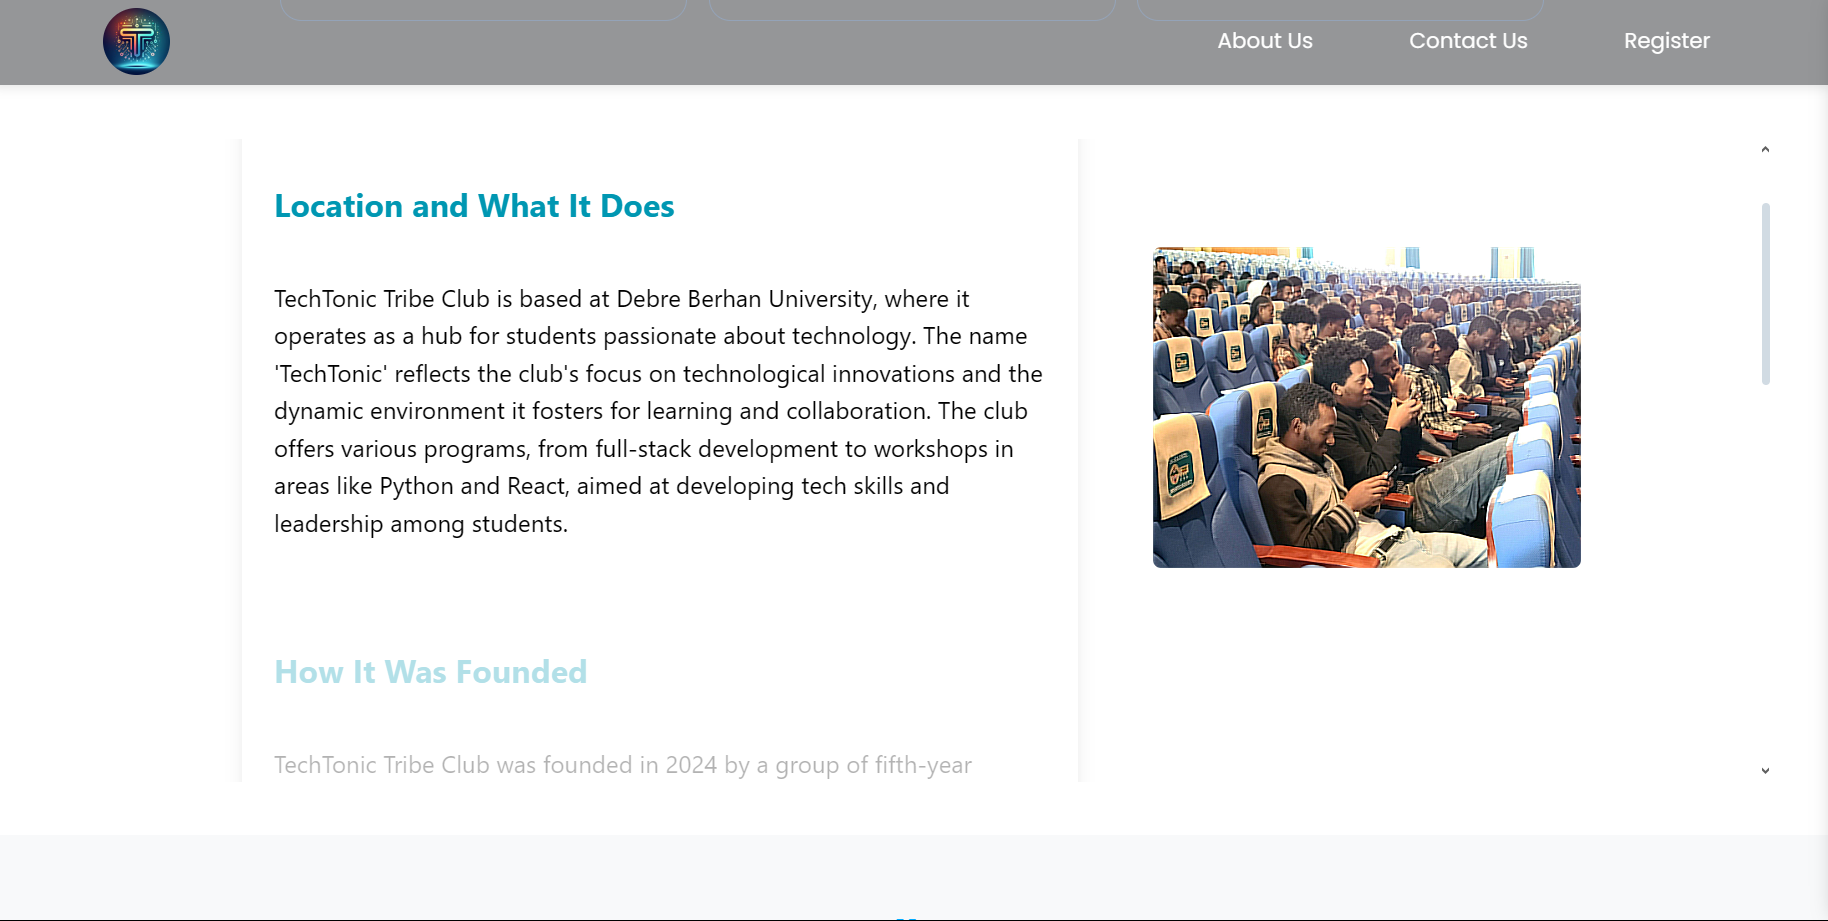 About Us
Contact Us
Register
Location and What It Does
TechTonic Tribe Club is based at Debre Berhan University, where it
operates as a hub for students passionate about technology. The name
'TechTonic' reflects the club's focus on technological innovations and the
dynamic environment it fosters for learning and collaboration. The club
offers various programs, from full-stack development to workshops in
areas like Python and React, aimed at developing tech skills and
leadership among students.
How It Was Founded
TechTonic Tribe Club was founded in 2024 by a group of fifth-year